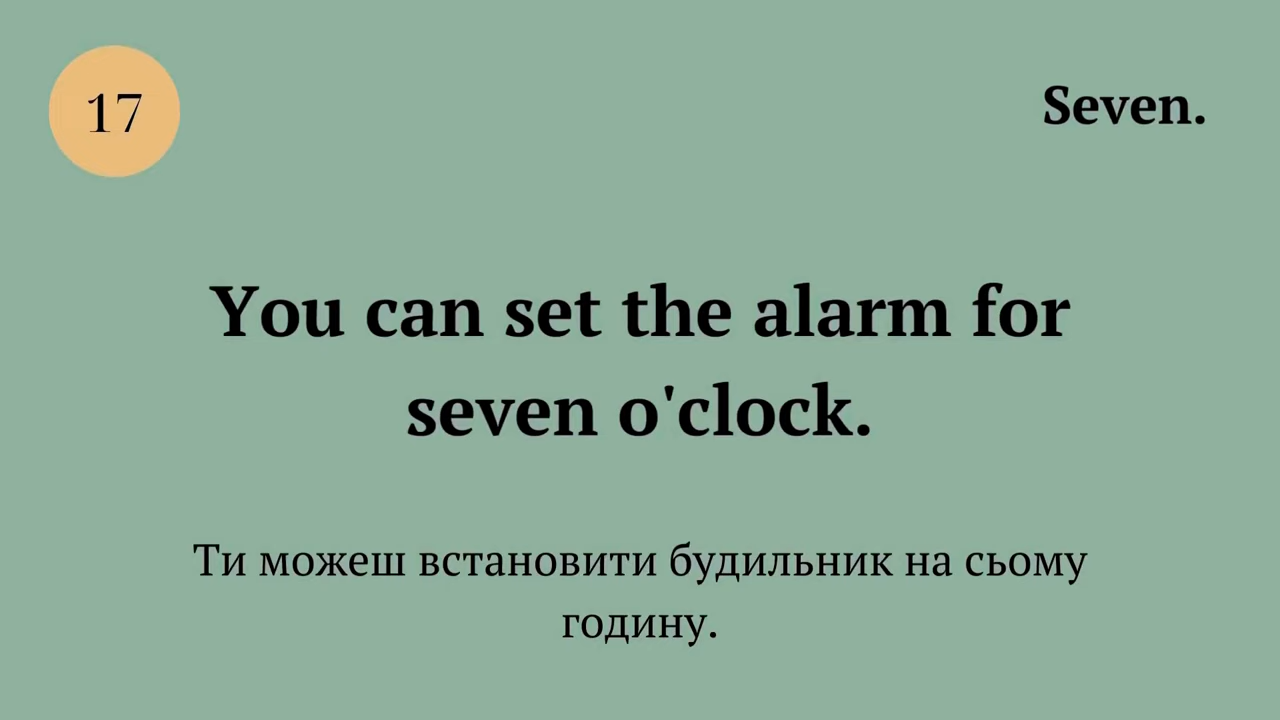 17
Seven.
You can set the alarm for
seven o'clock.
Ти можеш встановити будильник на сьому
годину.